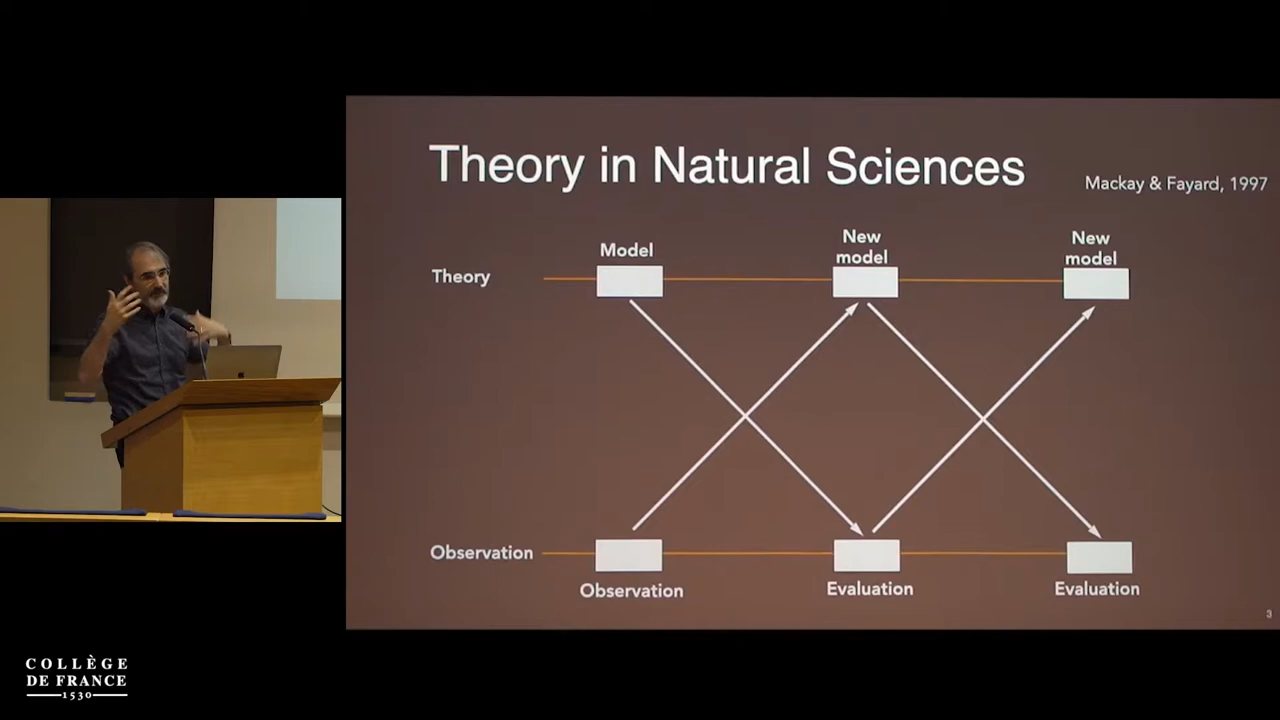 Theory in Natural Sciences
Mackay & Fayard, 1997
Model
New
model
New
model
Theory
Observation
Observation
Evaluation
Evaluation
3
COLLÈGE
DE FRANCE
1530